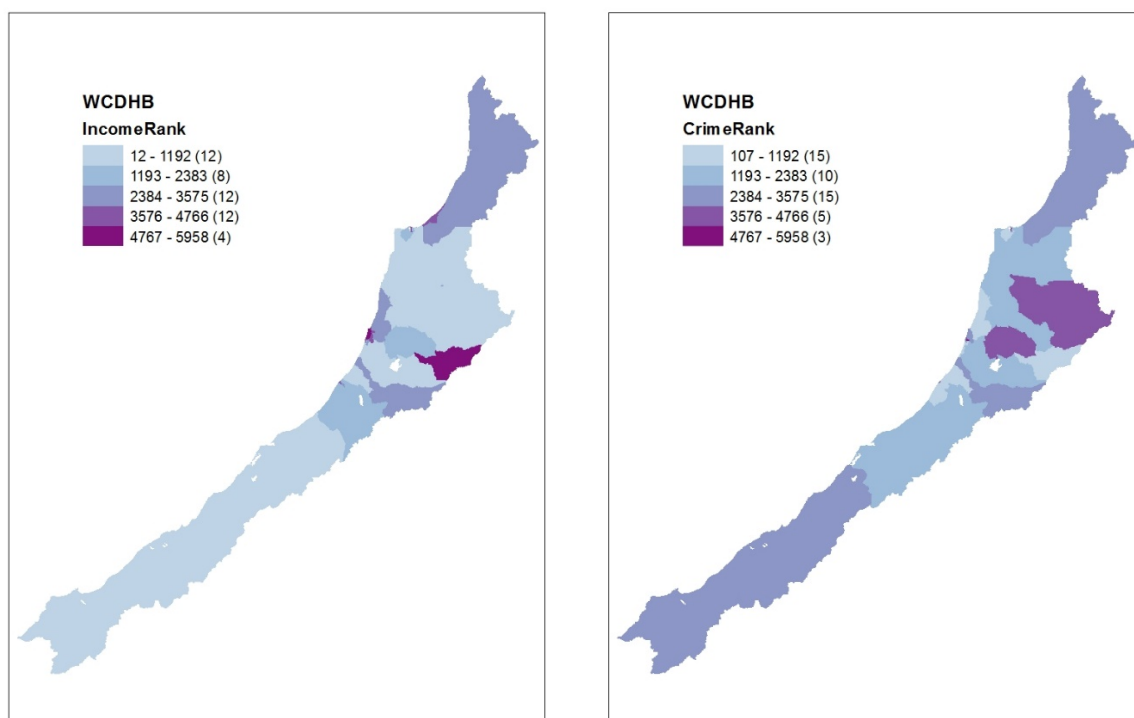 WCDHB
IncomeRank
12 - 1192 (12)
1193 - 2383 (8)
2384 - 3575 (12)
3576 - 4766 (12)
4767 - 5958 (4)
WCDHB
CrimeRank
107 - 1192 (15)
1193 - 2383 (10)
2384 - 3575 (15)
3576 - 4766 (5)
4767 - 5958 (3)